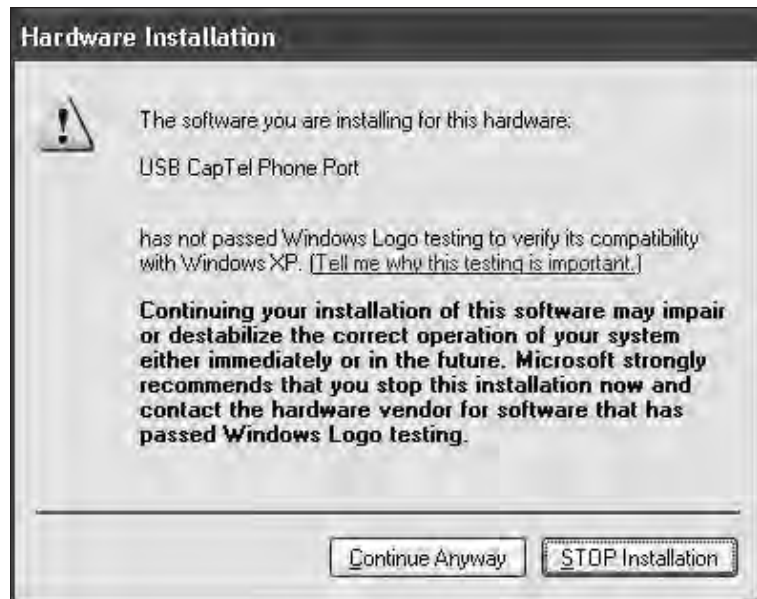 Hardware Installation
The software you are installing for this hardware:
USB CapTel Phone Port
has not passed Windows Logo testing to verify its compatibility
with Windows XP. (Tell me why this testing is important.)
Continuing your installation of this software may impair
or destabilize the correct operation of your system
either immediately or in the future. Microsoft strongly
recommends that you stop this installation now and
contact the hardware vendor for software that has
passed Windows Logo testing.
Continue Anyway
STOP Installation